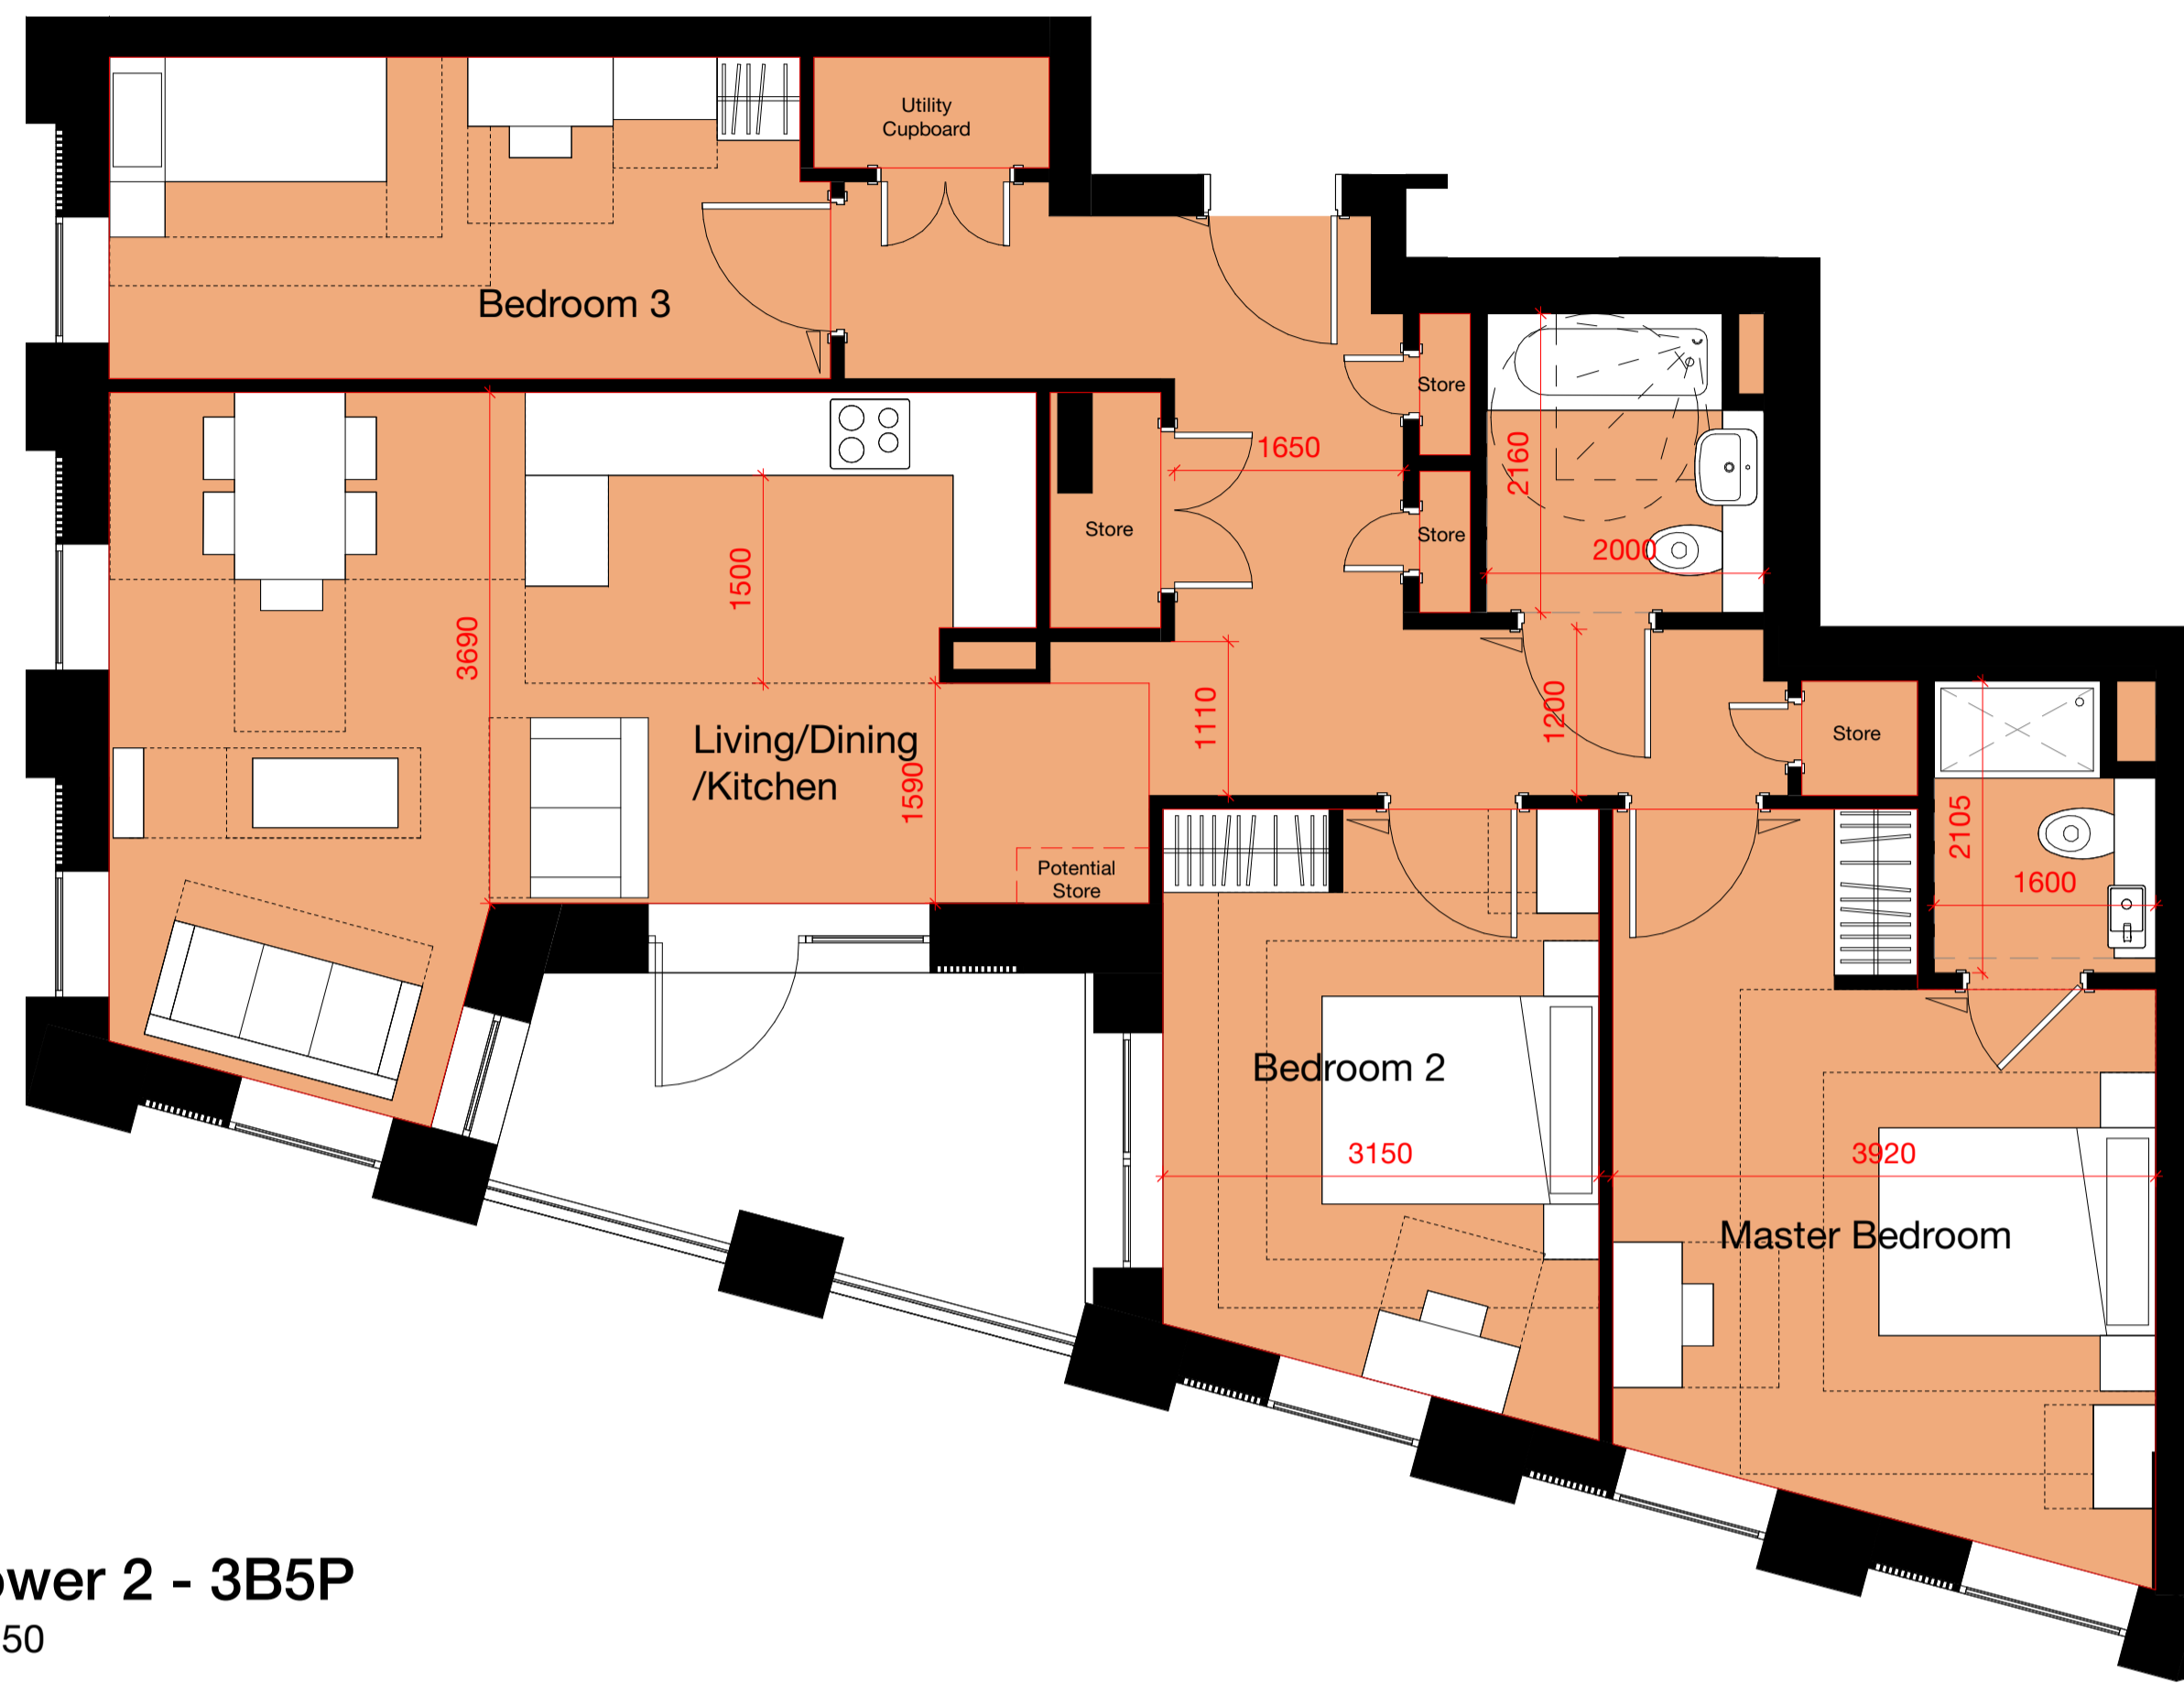 Utility
Cupboard
Bedroom 3
Store
1650
2160
Store
Store
2000
1500
3690
Living/Dining
/Kitchen
1590
1110
1200
Store
Potential
Store
2105
1600
Bedroom 2
3150
3920
Master Bedroom
ower 2 - 3B5P
50